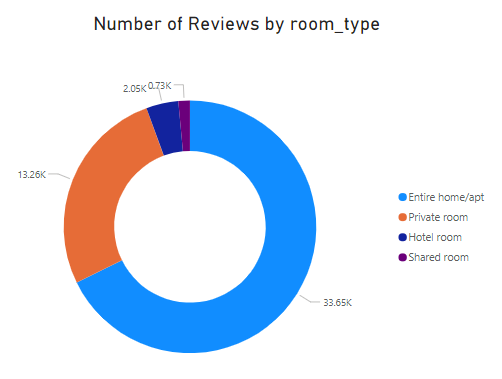 Number of Reviews by room_type
2.05K
0.73K
13.26K
33.65K
Entire home/apt
Private room
Hotel room
Shared room